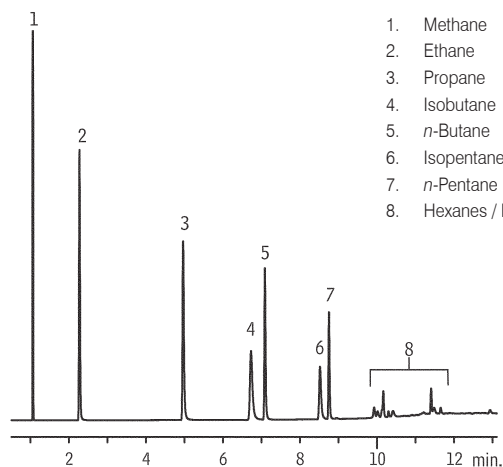 1
2
3
4
5
6
7
8
1. Methane
2. Ethane
3. Propane
4. Isobutane
5. n-Butane
6. Isopentane
7. n-Pentane
8. Hexanes /
2 4 6 8 10 12 min.